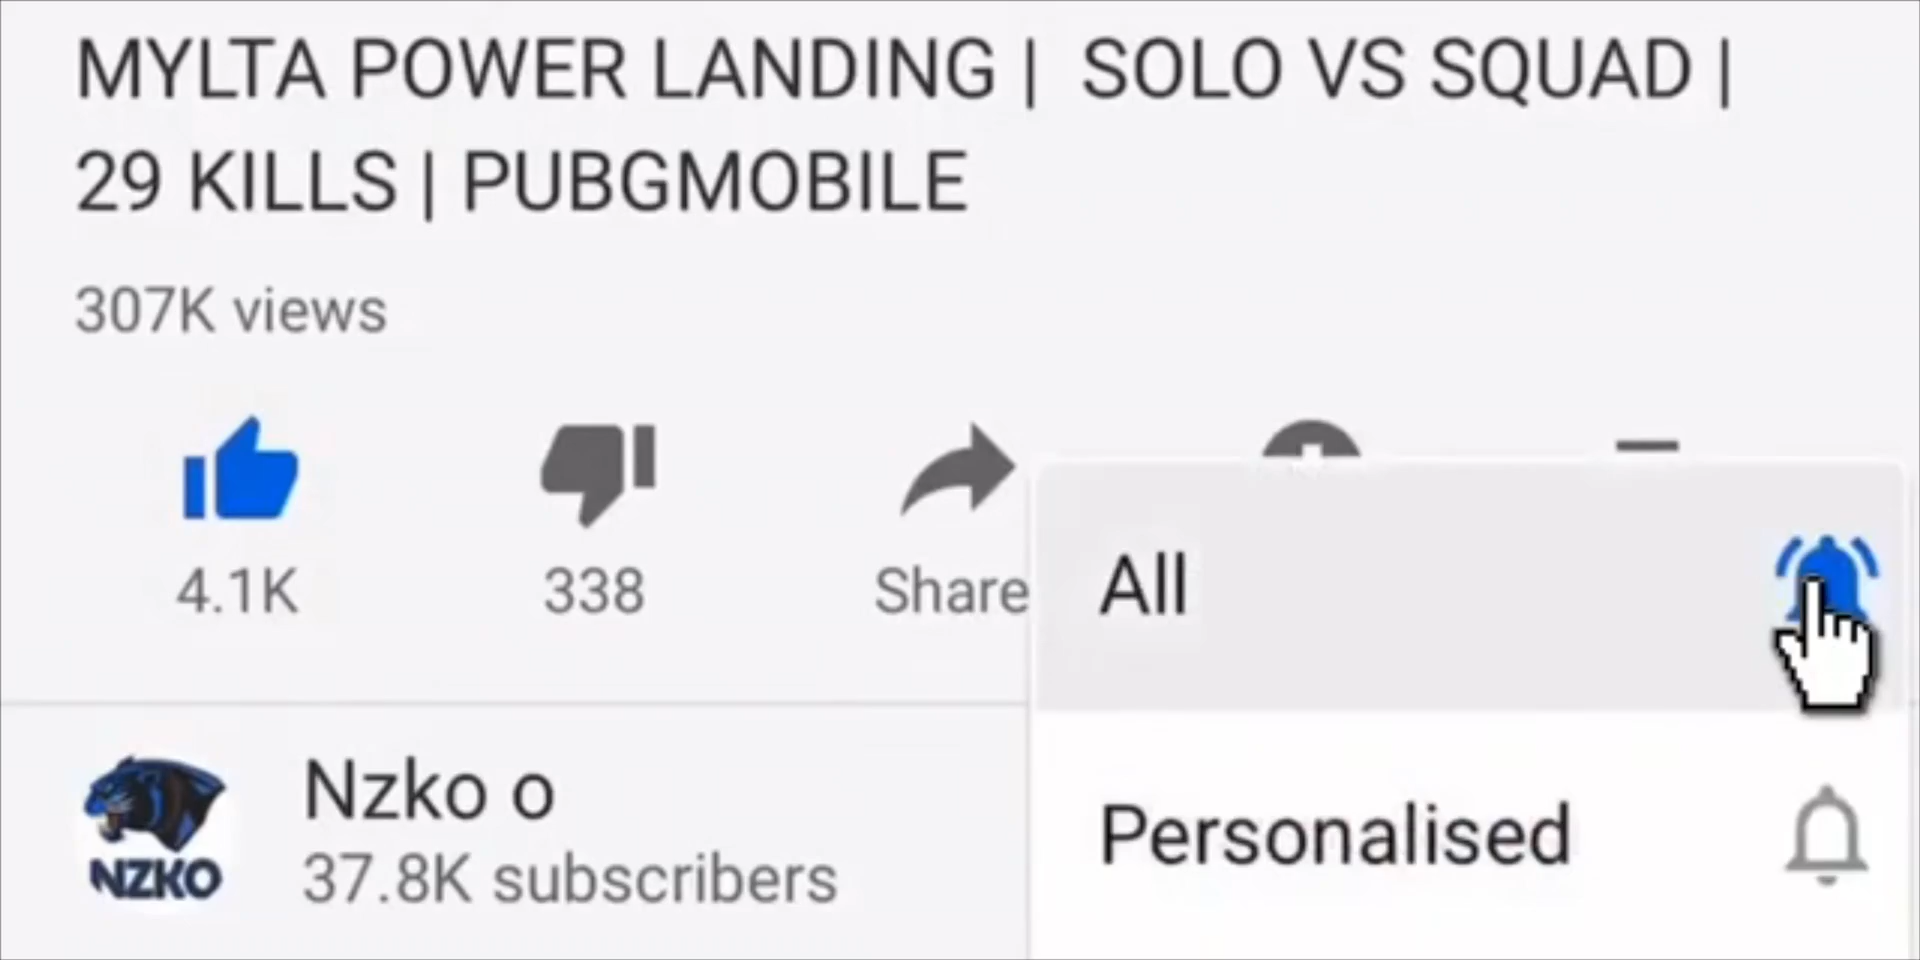 MYLTA POWER LANDING | SOLO VS SQUAD |
29 KILLS | PUBGMOBILE
307K views
4.1K
338
Share
All
Nzko o
NZKO
37.8K subscribers
Personalised